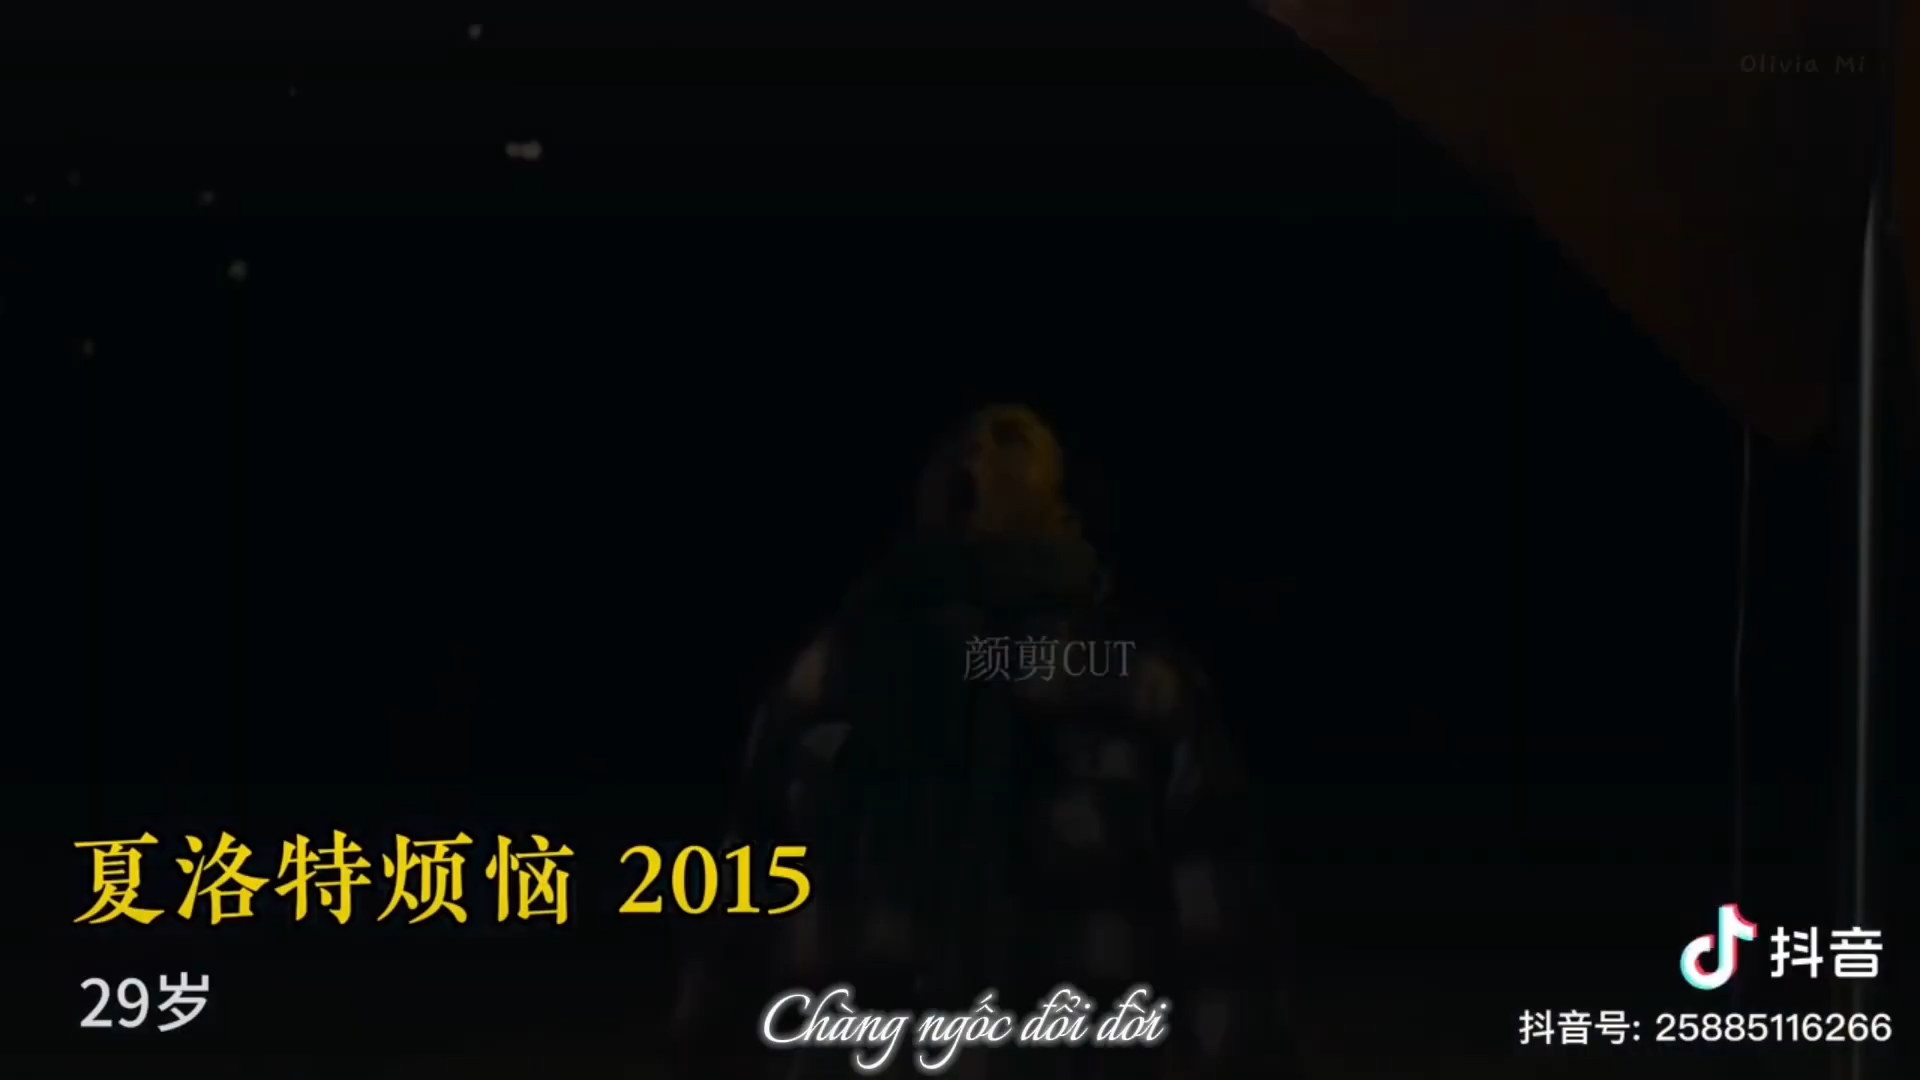 Olivia Mi
颜剪CUT
夏洛特烦恼 2015
29岁
抖音
Chàng ngốc đổi đời
抖音号: 25885116266